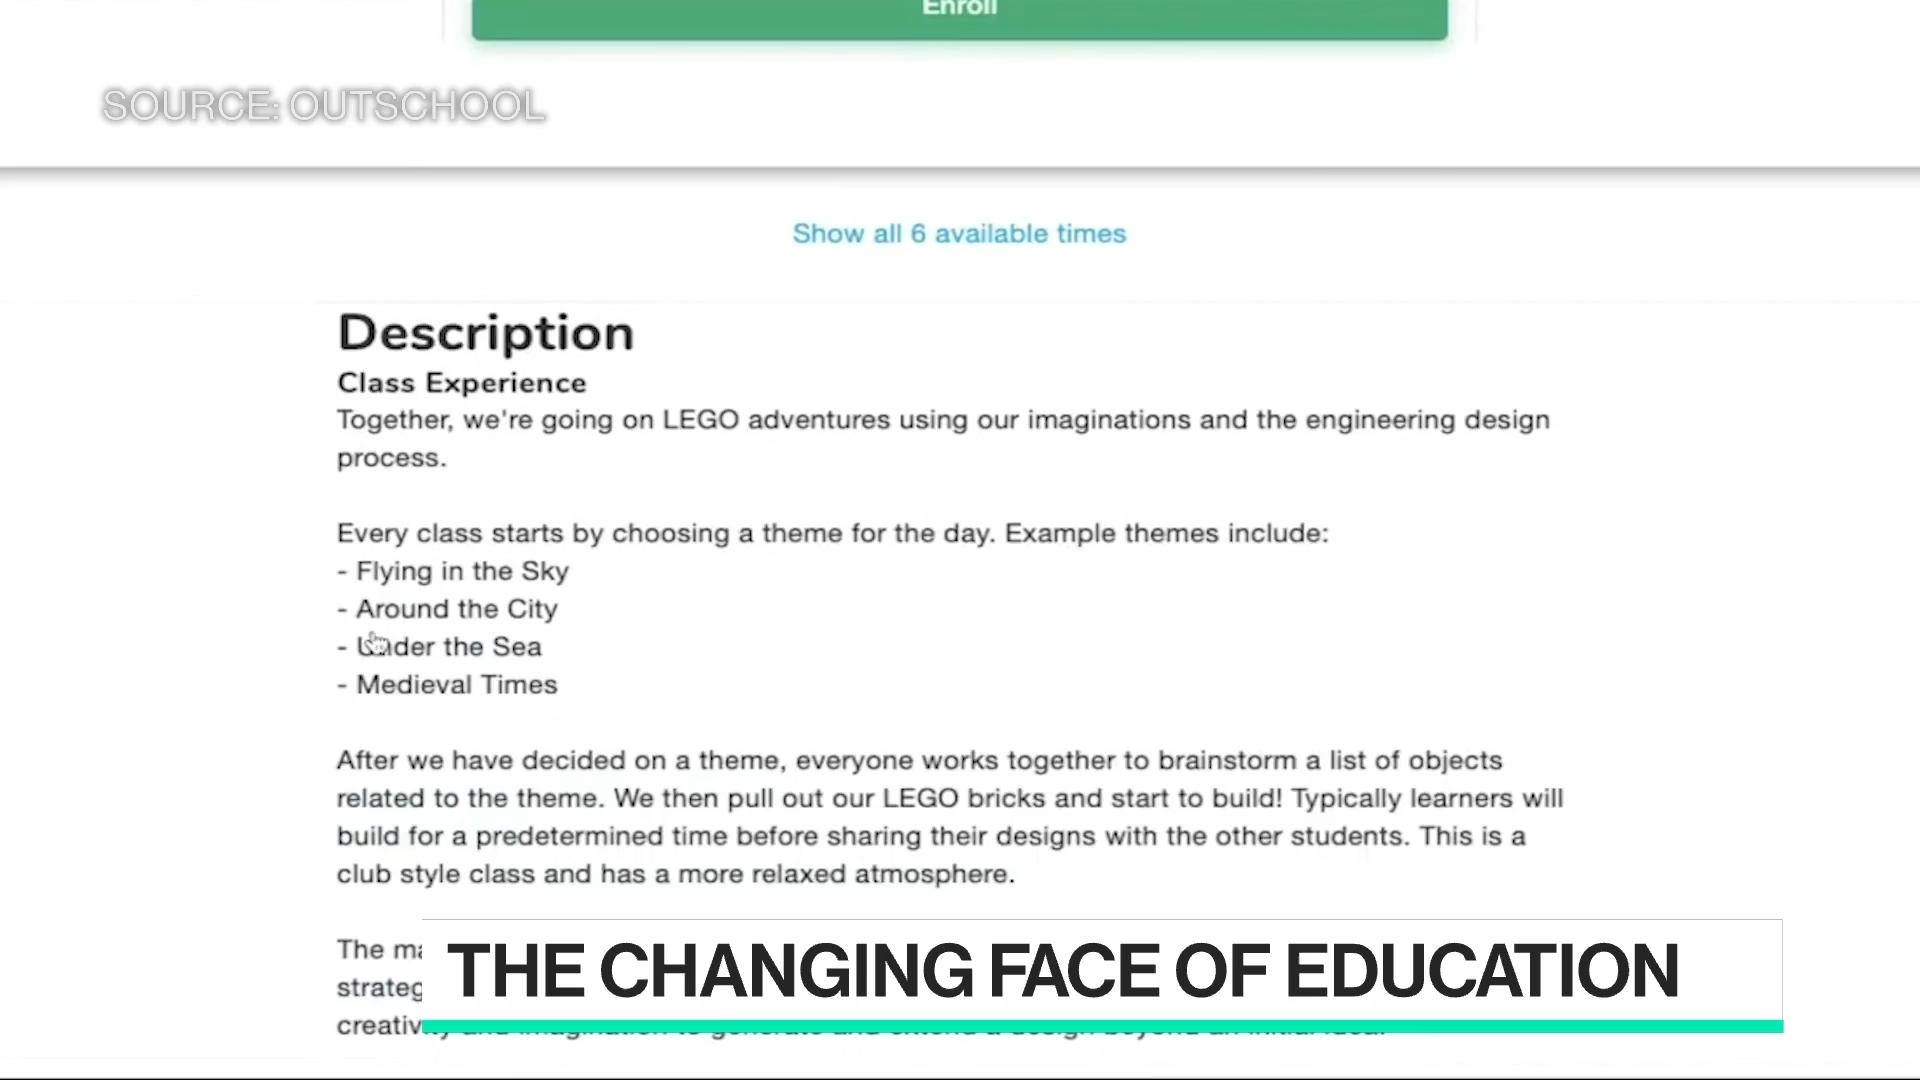 Enroll
SOURCE: OUTSCHOOL
Show all 6 available times
Description
Class Experience
Together, we're going on LEGO adventures using our imaginations and the engineering design
process.
Every class starts by choosing a theme for the day. Example themes include:
- Flying in the Sky
- Around the City
- Under the Sea
- Medieval Times
After we have decided on a theme, everyone works together to brainstorm a list of objects
related to the theme. We then pull out our LEGO bricks and start to build! Typically learners will
build for a predetermined time before sharing their designs with the other students. This is a
club style class and has a more relaxed atmosphere.
The
THE CHANGING FACE OF EDUCATION